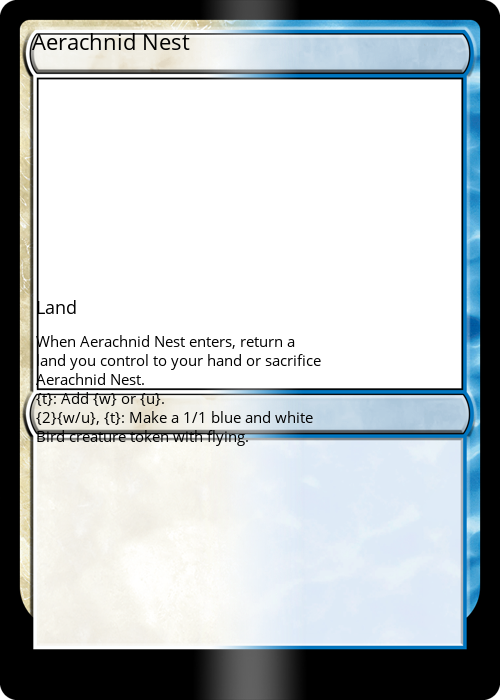 Aerachnid Nest
Land
When Aerachnid Nest enters, return a
land you control to your hand or sacrifice
Aerachnid Nest.
{t}: Add {w} or {u}.
{2}{w/u}, {t}: Make a 1/1 blue and white
Bird creature token with flying.